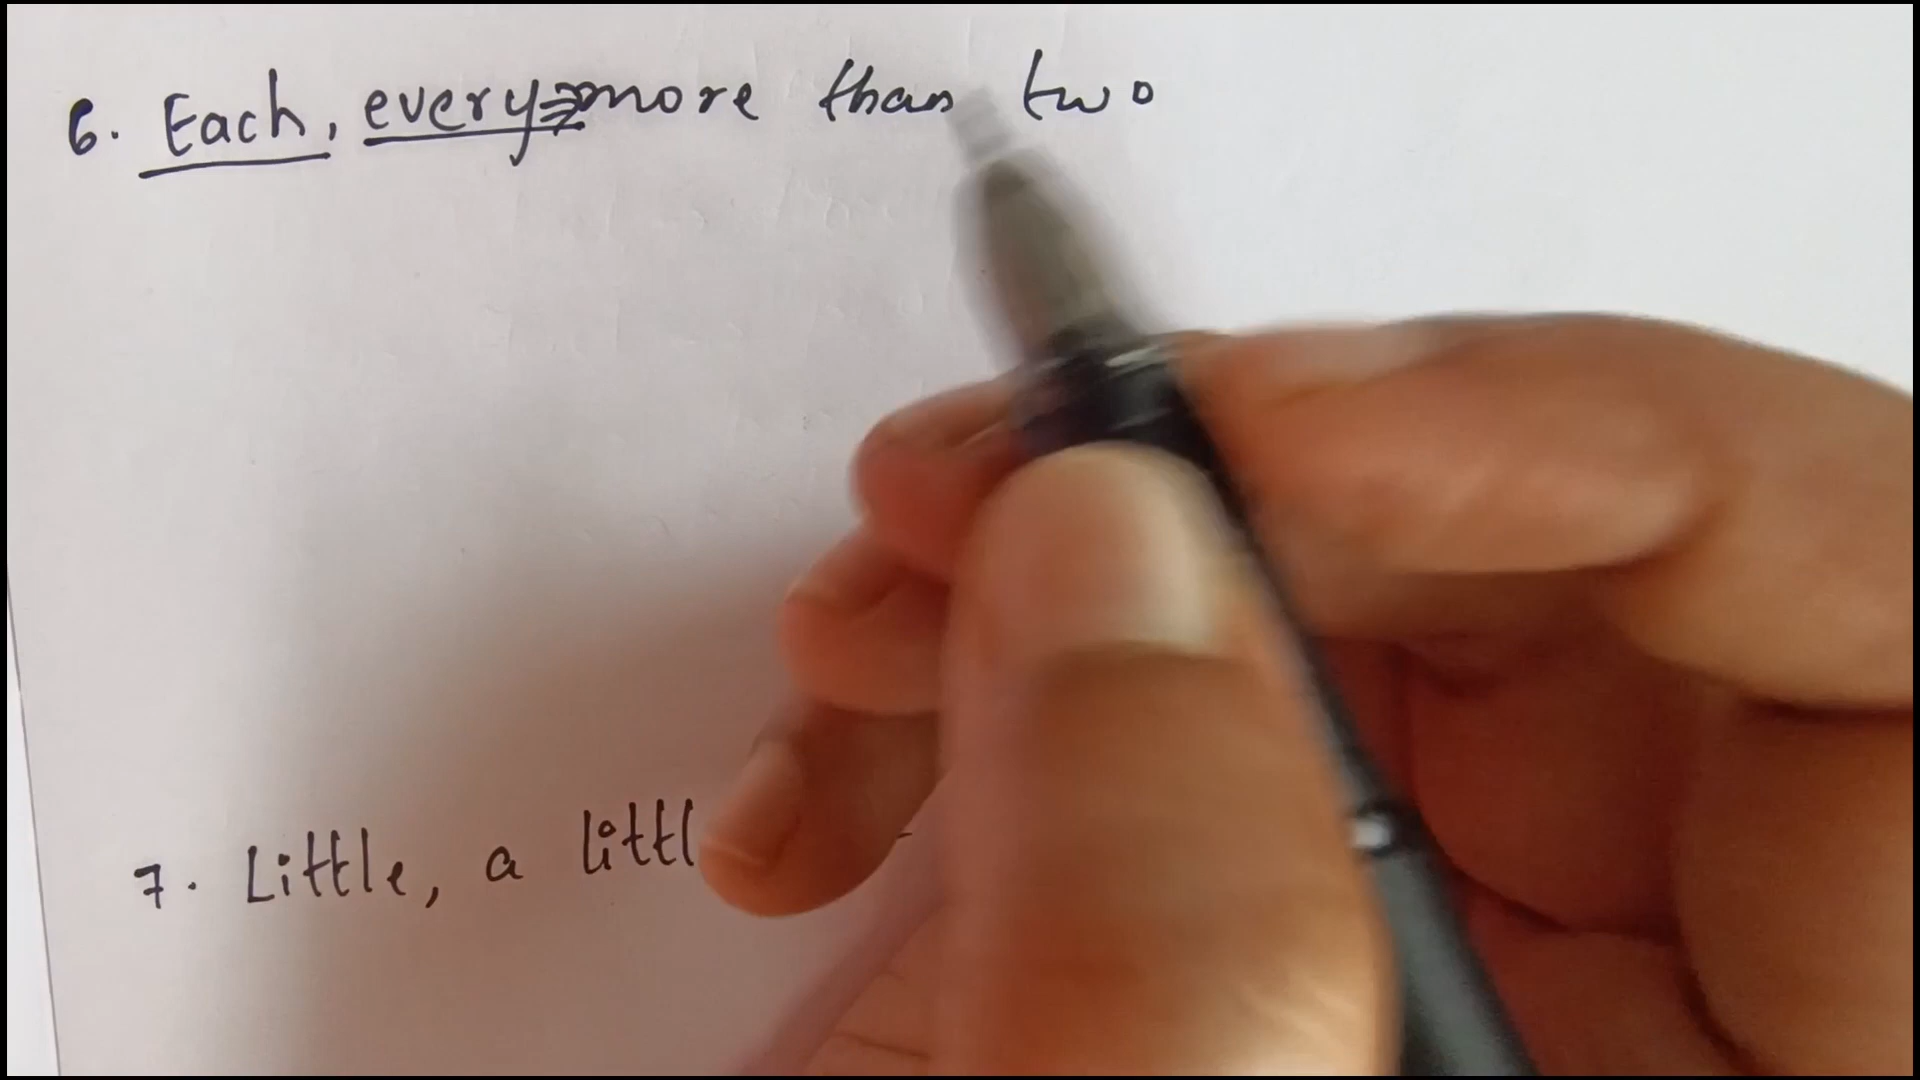 6. Each, every ⇒ more than two
7. Little, a littl